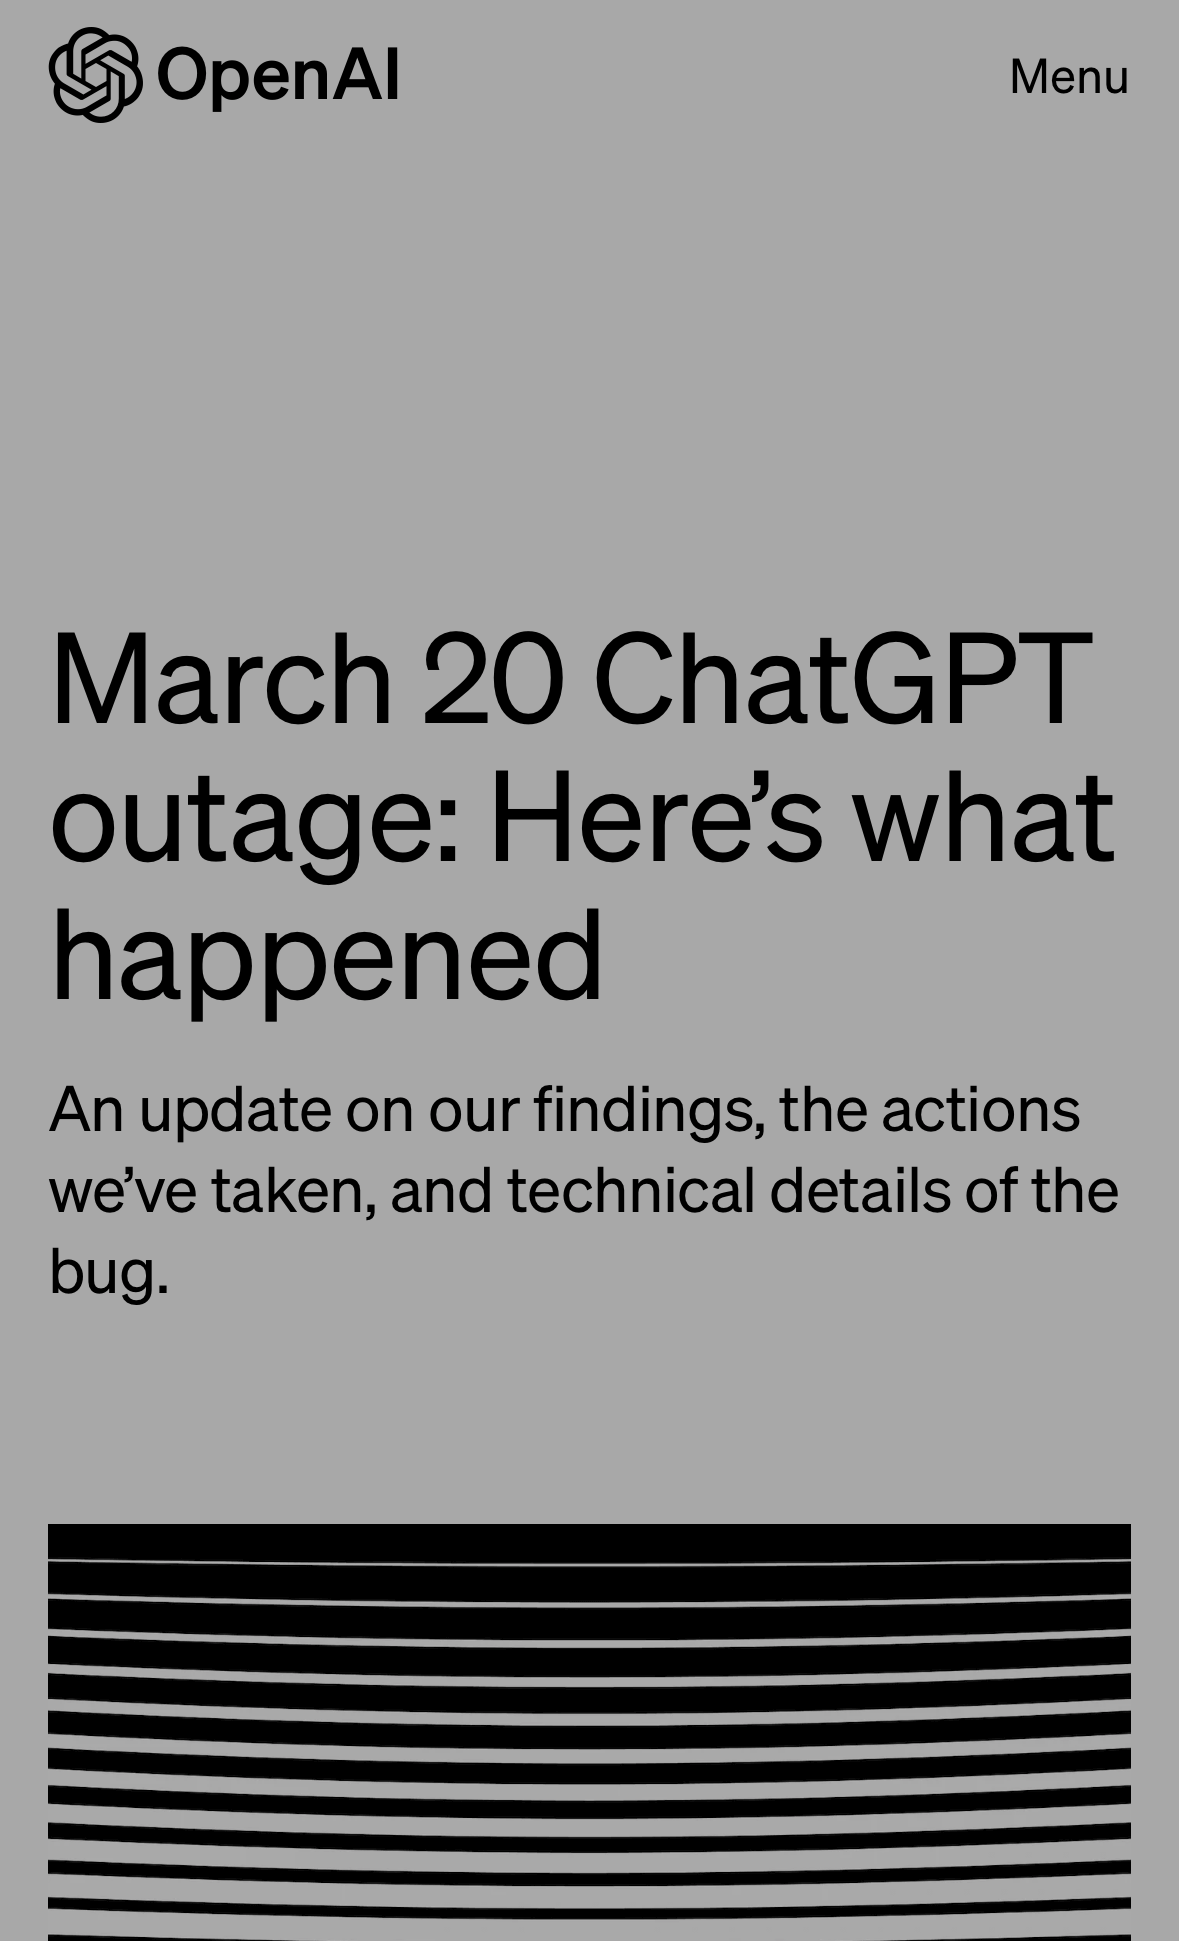 OpenAI
Menu
March 20 ChatGPT
outage: Here’s what
happened
An update on our findings, the actions
we’ve taken, and technical details of the
bug.